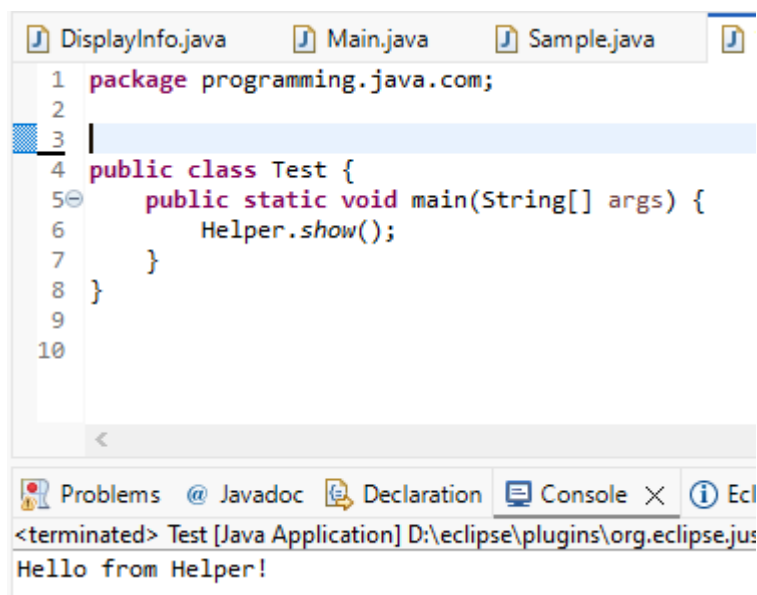 DisplayInfo.java Main.java Sample.java
1 package programming.java.com;
2
3
4 public class Test {
5 public static void main(String[] args) {
6 Helper.show();
7 }
8 }
9
10
Problems @ Javadoc Declaration Console Ecl
<terminated> Test [Java Application] D:\eclipse\plugins\org.eclipse.jus
Hello from Helper!